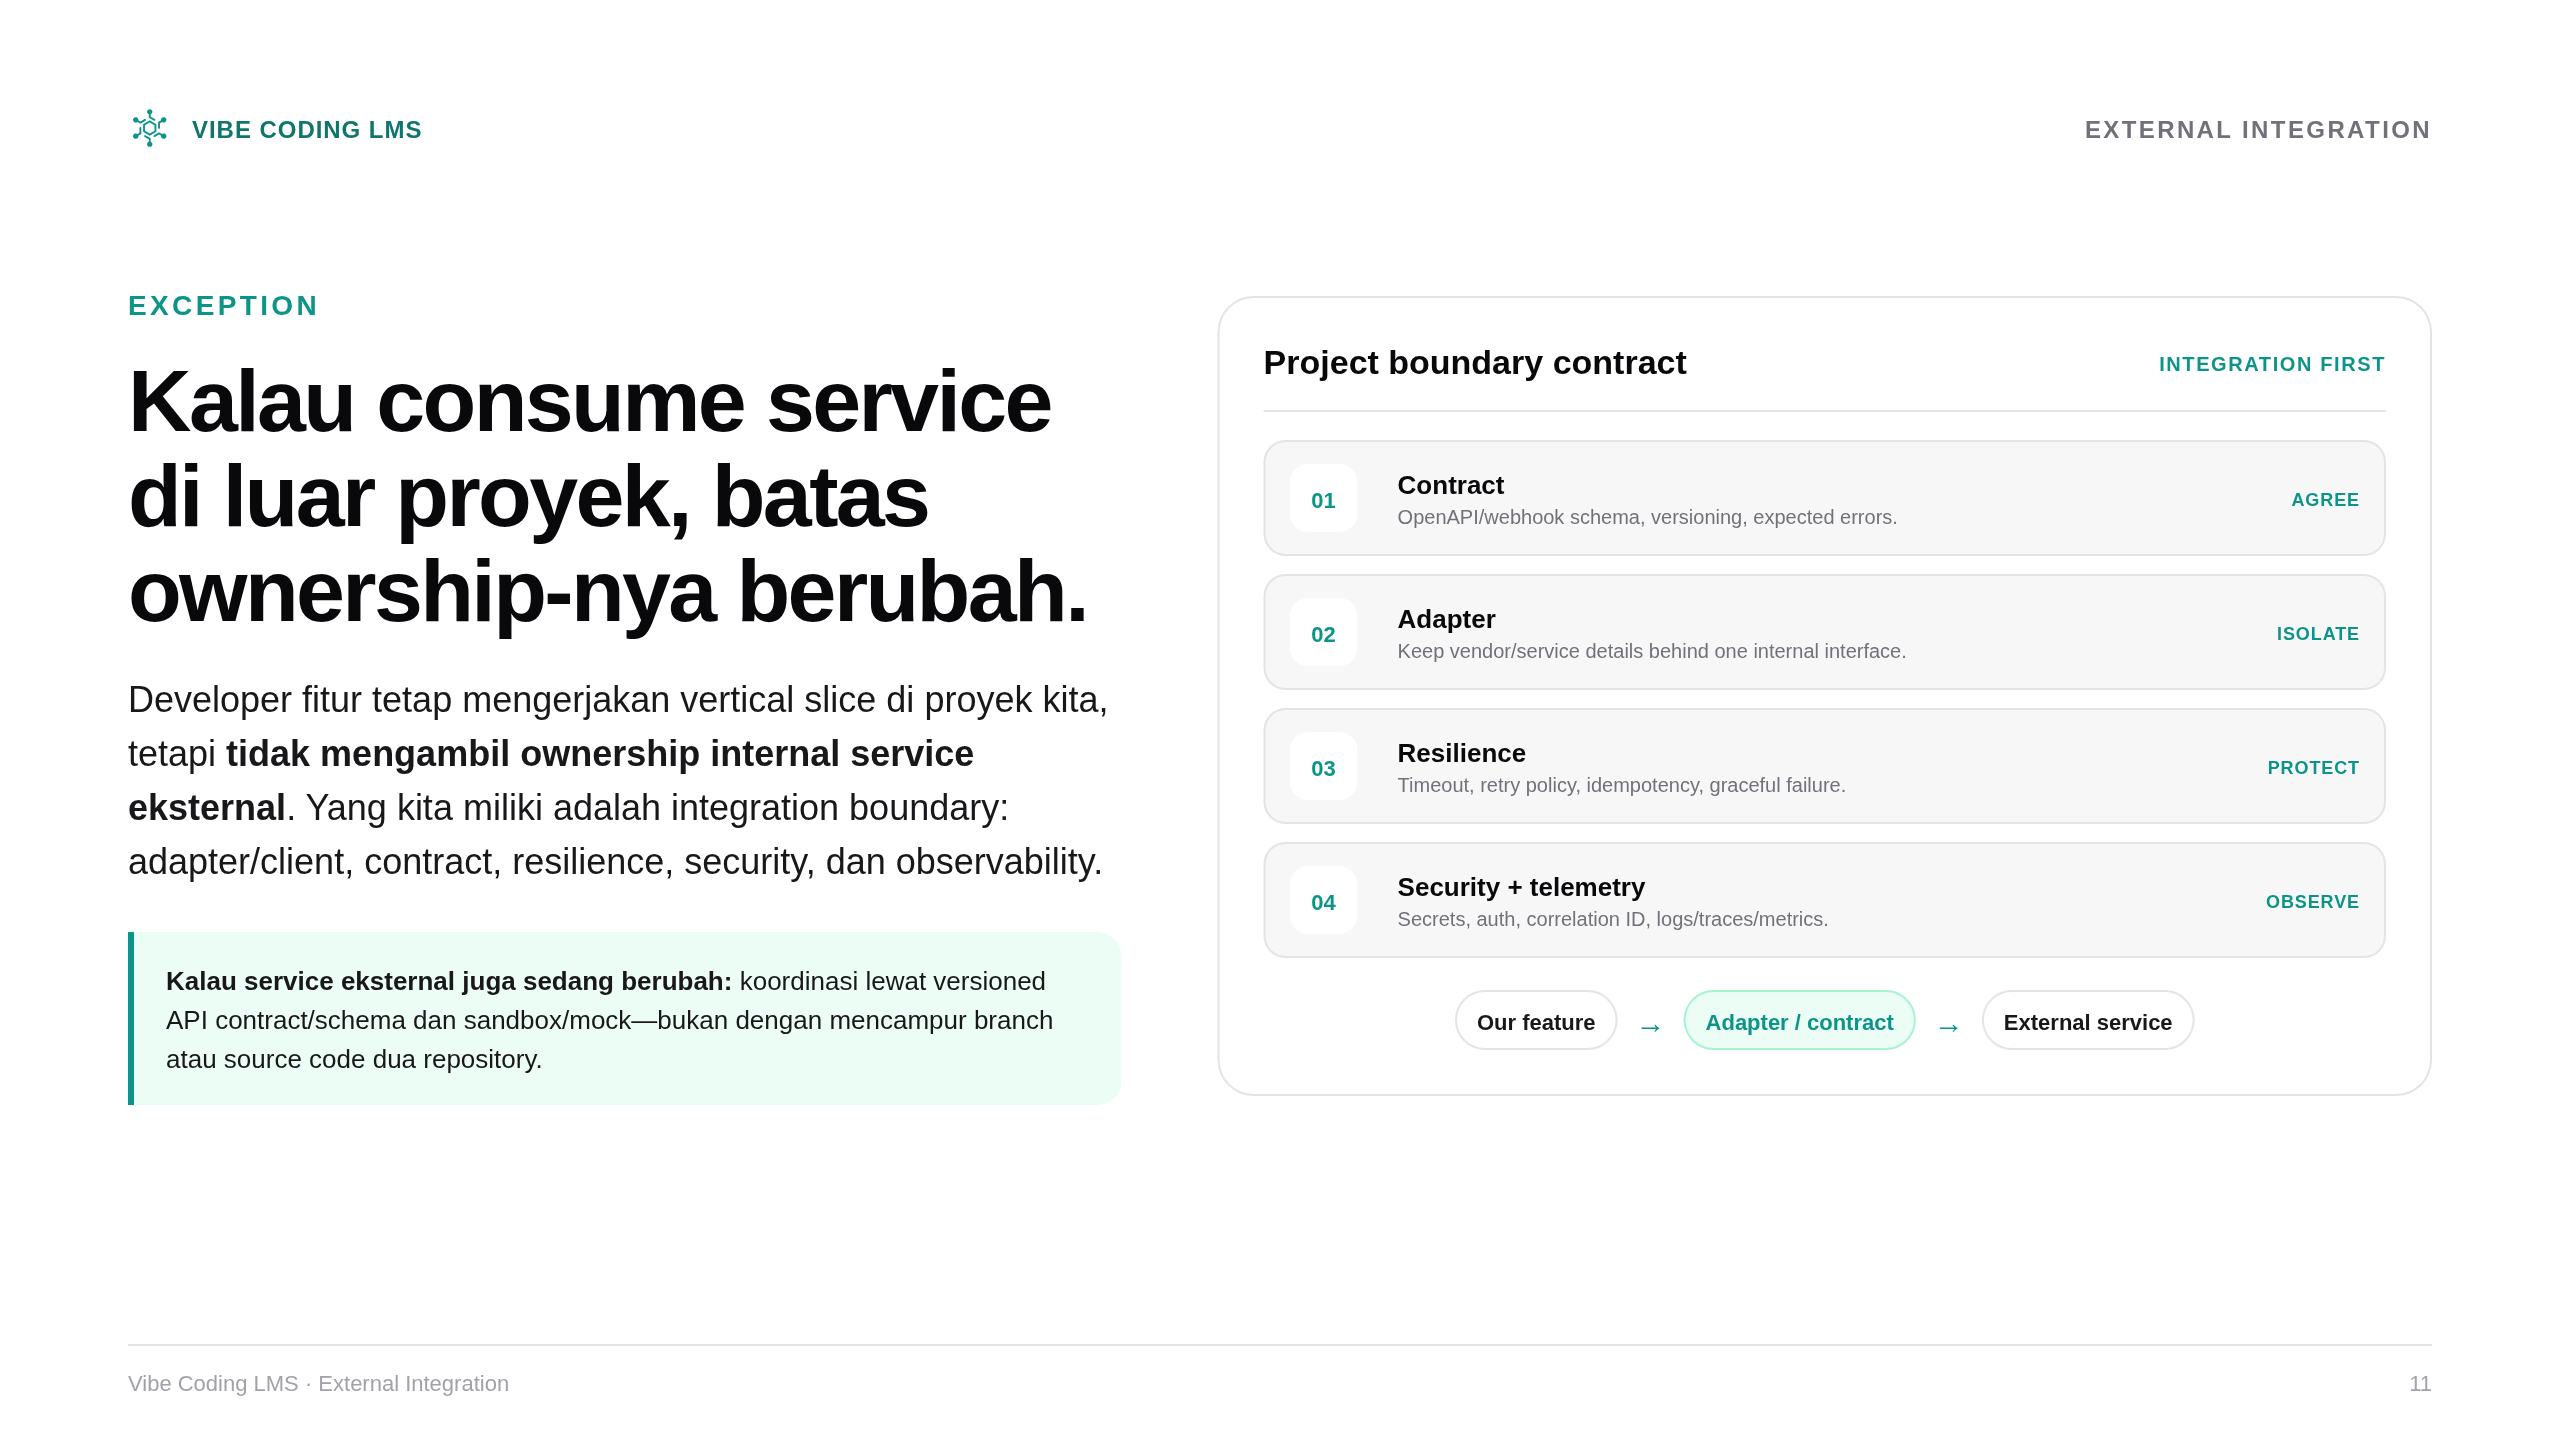 VIBE CODING LMS
EXTERNAL INTEGRATION
EXCEPTION
Kalau consume service
di luar proyek, batas
ownership-nya berubah.
Developer fitur tetap mengerjakan vertical slice di proyek kita,
tetapi tidak mengambil ownership internal service
eksternal. Yang kita miliki adalah integration boundary:
adapter/client, contract, resilience, security, dan observability.
Kalau service eksternal juga sedang berubah: koordinasi lewat versioned
API contract/schema dan sandbox/mock—bukan dengan mencampur branch
atau source code dua repository.
Project boundary contract
INTEGRATION FIRST
01
Contract
OpenAPI/webhook schema, versioning, expected errors.
AGREE
02
Adapter
Keep vendor/service details behind one internal interface.
ISOLATE
03
Resilience
Timeout, retry policy, idempotency, graceful failure.
PROTECT
04
Security + telemetry
Secrets, auth, correlation ID, logs/traces/metrics.
OBSERVE
Our feature → Adapter / contract → External service
Vibe Coding LMS · External Integration
11